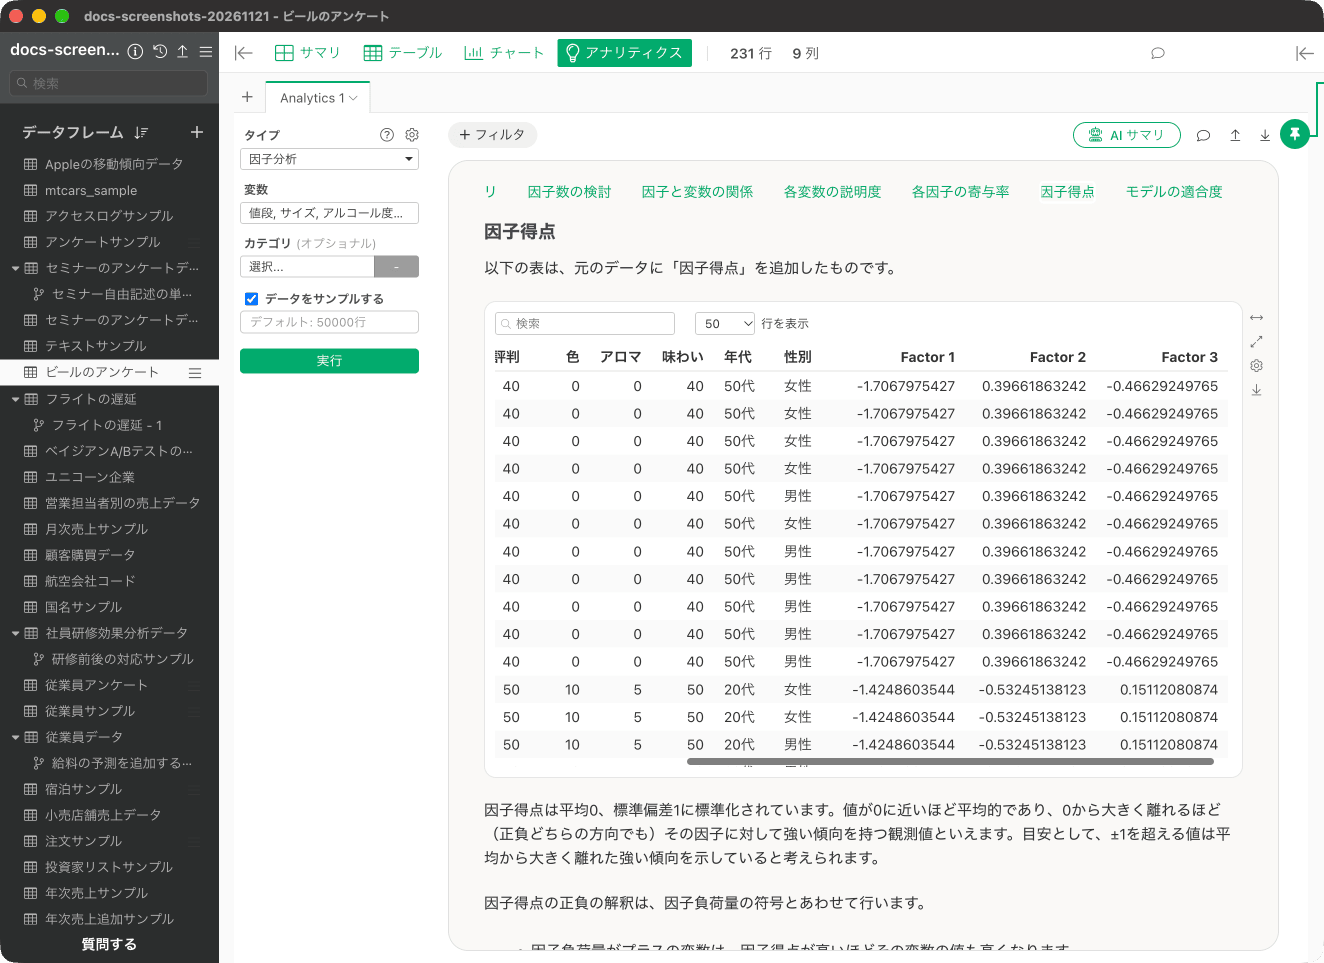 docs-screenshots-20261121 - ビールのアンケート
docs-screen...
検索
データフレーム
Appleの移動傾向データ
mtcars_sample
アクセスログサンプル
アンケートサンプル
セミナーのアンケートデ…
セミナー自由記述の単…
セミナーのアンケートデ…
テキストサンプル
ビールのアンケート
フライトの遅延
フライトの遅延 - 1
ベイジアンA/Bテストの…
ユニコーン企業
営業担当者別の売上データ
月次売上サンプル
顧客購買データ
航空会社コード
国名サンプル
社員研修効果分析データ
研修前後の対応サンプル
従業員アンケート
従業員サンプル
従業員データ
給料の予測を追加する…
宿泊サンプル
小売店舗売上データ
注文サンプル
投資家リストサンプル
年次売上サンプル
年次売上追加サンプル
質問する
サマリ テーブル チャート アナリティクス 231 行 9 列
Analytics 1
タイプ
因子分析
変数
値段, サイズ, アルコール度...
カテゴリ (オプショナル)
選択... -
データをサンプルする
デフォルト: 50000行
実行
+ フィルタ
AI サマリ
リ 因子数の検討 因子と変数の関係 各変数の説明度 各因子の寄与率 因子得点 モデルの適合度
因子得点
以下の表は、元のデータに「因子得点」を追加したものです。
検索 50 行を表示
評判 色 アロマ 味わい 年代 性別 Factor 1 Factor 2 Factor 3
40 0 0 40 50代 女性 -1.7067975427 0.39661863242 -0.46629249765
40 0 0 40 50代 女性 -1.7067975427 0.39661863242 -0.46629249765
40 0 0 40 50代 女性 -1.7067975427 0.39661863242 -0.46629249765
40 0 0 40 50代 女性 -1.7067975427 0.39661863242 -0.46629249765
40 0 0 40 50代 男性 -1.7067975427 0.39661863242 -0.46629249765
40 0 0 40 50代 女性 -1.7067975427 0.39661863242 -0.46629249765
40 0 0 40 50代 男性 -1.7067975427 0.39661863242 -0.46629249765
40 0 0 40 50代 男性 -1.7067975427 0.39661863242 -0.46629249765
40 0 0 40 50代 男性 -1.7067975427 0.39661863242 -0.46629249765
40 0 0 40 50代 男性 -1.7067975427 0.39661863242 -0.46629249765
40 0 0 40 50代 男性 -1.7067975427 0.39661863242 -0.46629249765
50 10 5 50 20代 女性 -1.4248603544 -0.53245138123 0.15112080874
50 10 5 50 20代 女性 -1.4248603544 -0.53245138123 0.15112080874
50 10 5 50 20代 男性 -1.4248603544 -0.53245138123 0.15112080874
因子得点は平均0、標準偏差1に標準化されています。値が0に近いほど平均的であり、0から大きく離れるほど
（正負どちらの方向でも）その因子に対して強い傾向を持つ観測値といえます。目安として、±1を超える値は平
均から大きく離れた強い傾向を示していると考えられます。
因子得点の正負の解釈は、因子負荷量の符号とあわせて行います。
因子負荷量がプラスの変数は、因子得点が高いほどその変数の値も高くなります